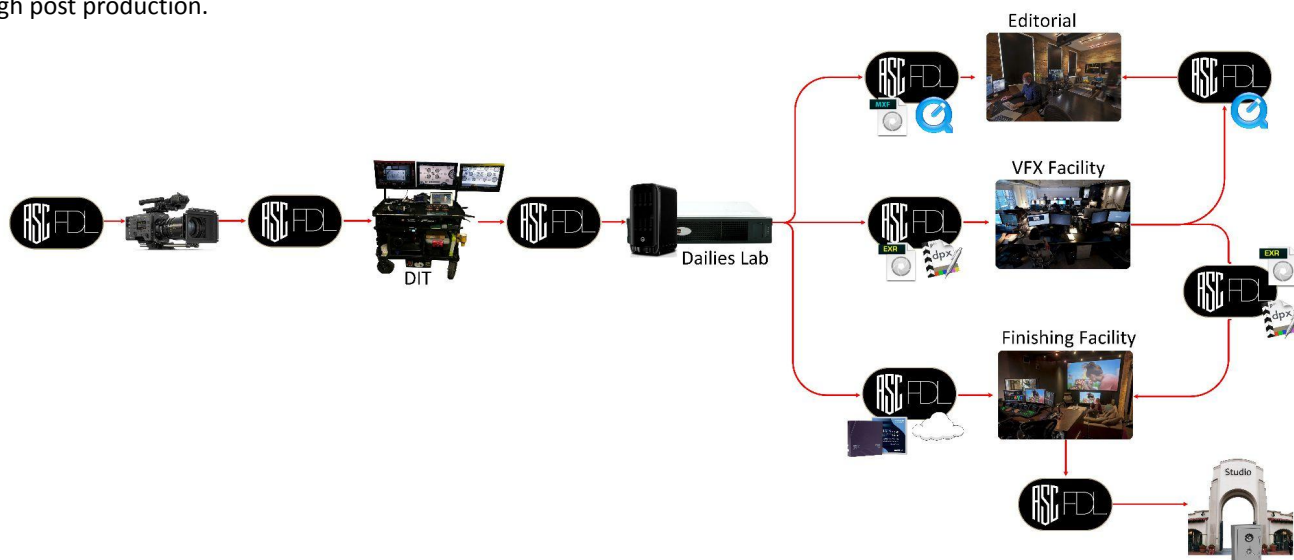 gh post production.
Editorial
ASC FDL
MXF
ASC FDL
VFX Facility
ASC FDL
ASC FDL
ASC FDL
ASC FDL
EXR
dpx
Dailies Lab
DIT
EXR
ASC FDL
dpx
Finishing Facility
ASC FDL
Studio
ASC FDL